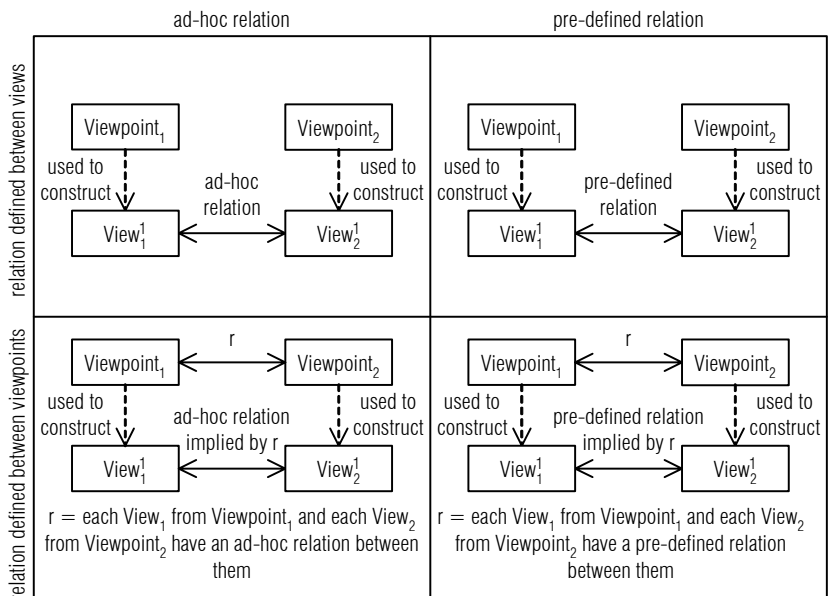 ad-hoc relation
pre-defined relation
relation defined between views
Viewpoint₁
Viewpoint₂
used to
construct
ad-hoc
relation
used to
construct
View₁¹
View₂¹
Viewpoint₁
Viewpoint₂
used to
construct
pre-defined
relation
used to
construct
View₁¹
View₂¹
relation defined between viewpoints
Viewpoint₁
r
Viewpoint₂
used to
construct
ad-hoc relation
implied by r
used to
construct
View₁¹
View₂¹
r = each View₁ from Viewpoint₁ and each View₂
from Viewpoint₂ have an ad-hoc relation between
them
Viewpoint₁
r
Viewpoint₂
used to
construct
pre-defined relation
implied by r
used to
construct
View₁¹
View₂¹
r = each View₁ from Viewpoint₁ and each View₂
from Viewpoint₂ have a pre-defined relation
between them